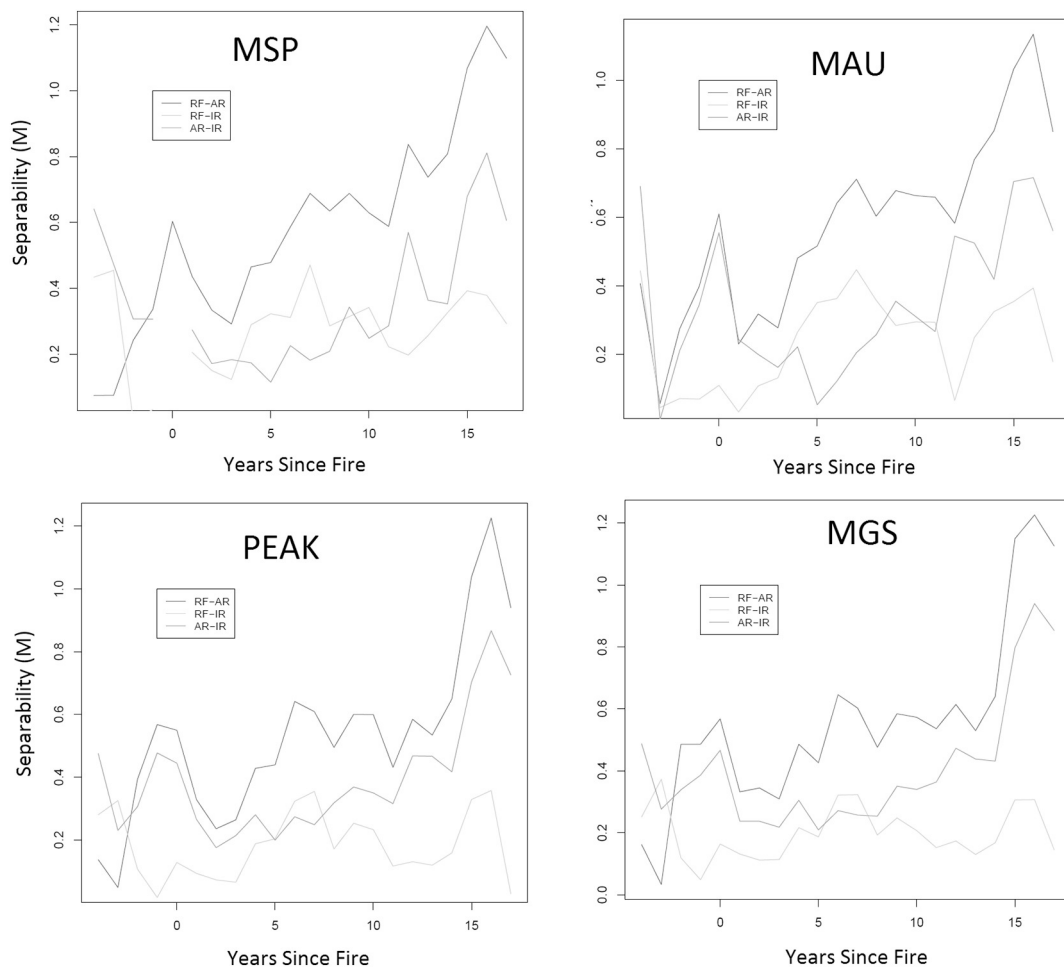 MSP
Separability (M)
1.2
1.0
0.8
0.6
0.4
0.2
RF-AR
RF-IR
AR-IR
0 5 10 15
Years Since Fire
MAU
1.0
0.8
0.6
0.4
0.2
RF-AR
RF-IR
AR-IR
0 5 10 15
Years Since Fire
PEAK
Separability (M)
1.2
1.0
0.8
0.6
0.4
0.2
RF-AR
RF-IR
AR-IR
0 5 10 15
Years Since Fire
MGS
1.2
1.0
0.8
0.6
0.4
0.2
0.0
RF-AR
RF-IR
AR-IR
0 5 10 15
Years Since Fire